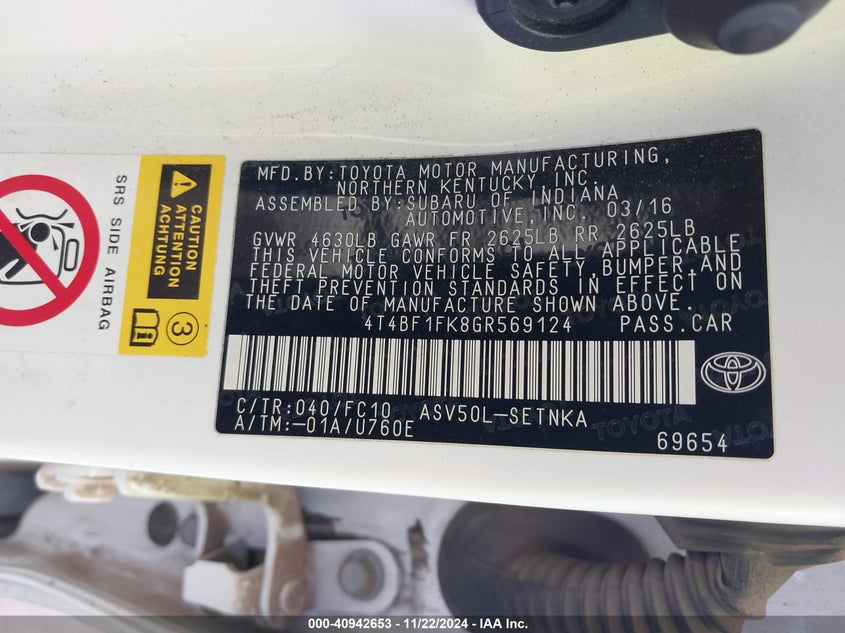 MFD.BY:TOYOTA MOTOR MANUFACTURING,
NORTHERN KENTUCKY,INC.
ASSEMBLED BY:SUBARU OF INDIANA
AUTOMOTIVE,INC. 03/16
GVWR 4630LB GAWR FR 2625LB RR 2625LB
THIS VEHICLE CONFORMS TO ALL APPLICABLE
FEDERAL MOTOR VEHICLE SAFETY,BUMPER,AND
THEFT PREVENTION STANDARDS IN EFFECT ON
THE DATE OF MANUFACTURE SHOWN ABOVE.
4T4BF1FK8GR569124 PASS.CAR
C/TR:040/FC10 ASV50L-SETNKA
A/TM:-01A/U760E
69654
TOYOTA
SRS SIDE AIRBAG
CAUTION
ATTENTION
ACHTUNG
3
000-40942653 - 11/22/2024 - IAA Inc.